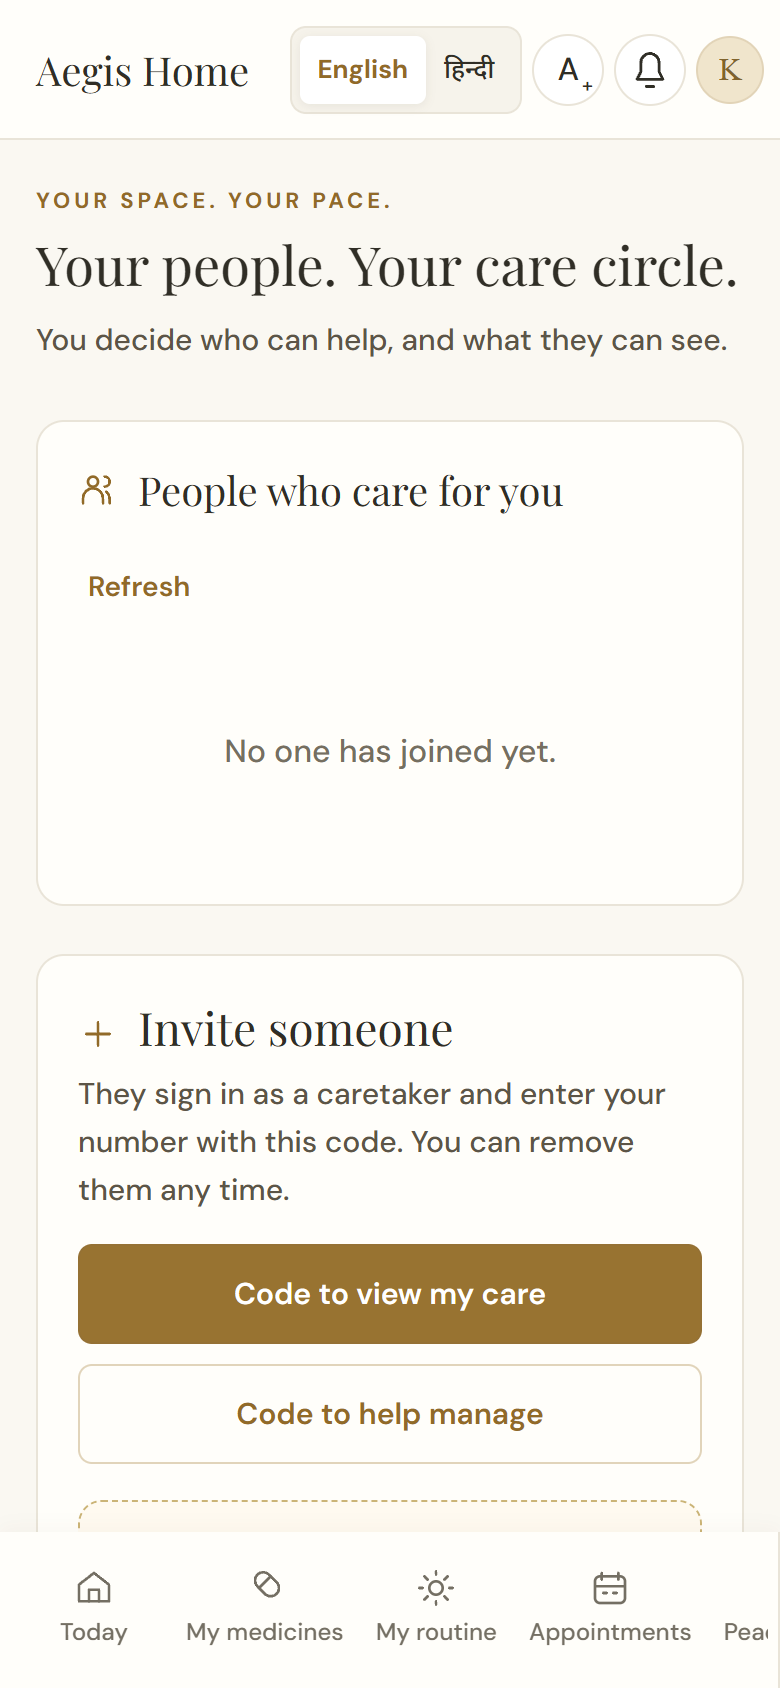 Aegis Home
English
हिन्दी
A+
K
YOUR SPACE. YOUR PACE.
Your people. Your care circle.
You decide who can help, and what they can see.
People who care for you
Refresh
No one has joined yet.
Invite someone
They sign in as a caretaker and enter your
number with this code. You can remove
them any time.
Code to view my care
Code to help manage
Today
My medicines
My routine
Appointments